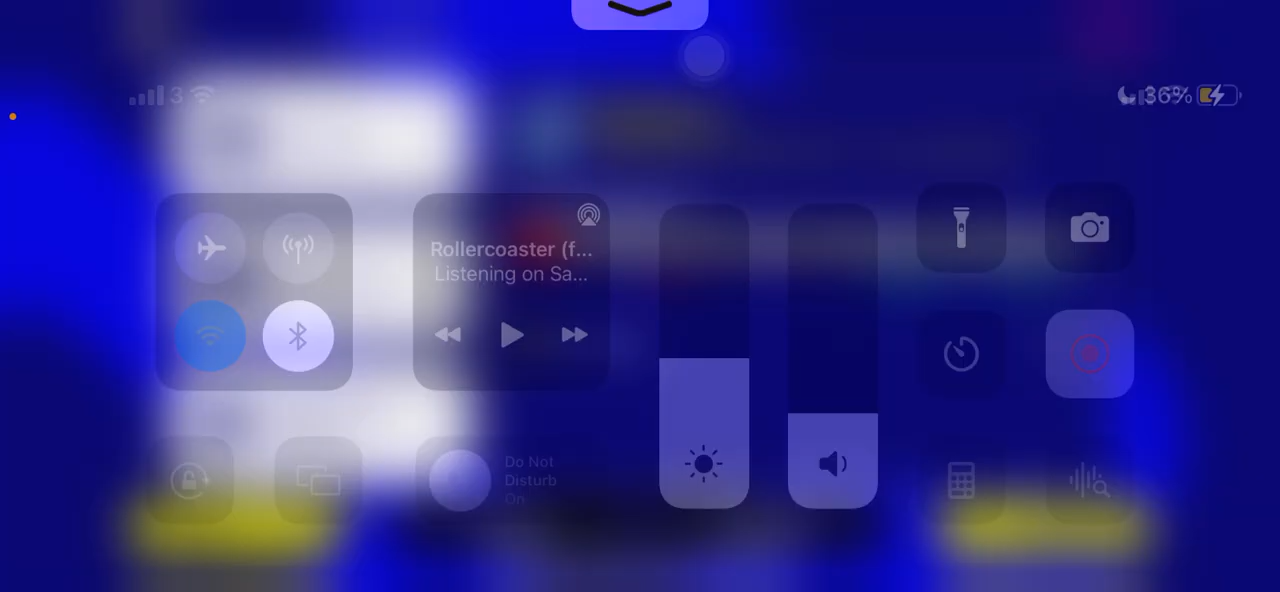 3
36%
Rollercoaster (f...
Listening on Sa...
Do Not
Disturb
On